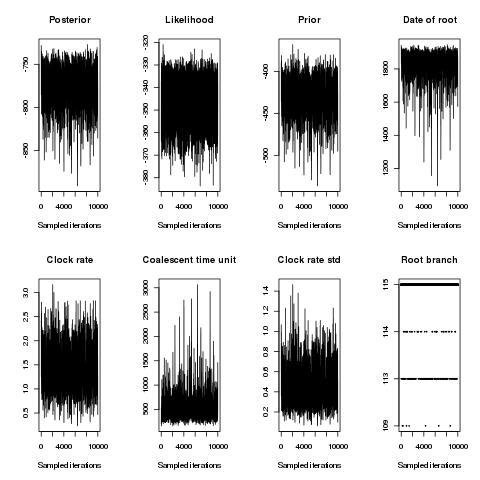 Posterior
Likelihood
Prior
Date of root
-750
-800
-850
-320
-330
-340
-350
-360
-370
-380
-400
-450
-500
1800
1600
1400
1200
0 4000 10000
0 4000 10000
0 4000 10000
0 4000 10000
Sampled iterations
Sampled iterations
Sampled iterations
Sampled iterations
Clock rate
Coalescent time unit
Clock rate std
Root branch
3.0
2.5
2.0
1.5
1.0
0.5
3000
2500
2000
1500
1000
500
1.4
1.2
1.0
0.8
0.6
0.4
0.2
115
114
113
109
0 4000 10000
0 4000 10000
0 4000 10000
0 4000 10000
Sampled iterations
Sampled iterations
Sampled iterations
Sampled iterations